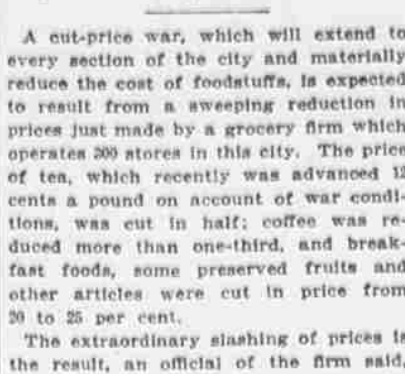 A cut-price war, which will extend to
every section of the city and materially
reduce the cost of foodstuffs, is expected
to result from a sweeping reduction in
prices just made by a grocery firm which
operates 300 stores in this city. The price
of tea, which recently was advanced 12
cents a pound on account of war condi-
tions, was cut in half; coffee was re-
duced more than one-third, and break-
fast foods, some preserved fruits and
other articles were cut in price from
20 to 25 per cent.
The extraordinary slashing of prices is
the result, an official of the firm said,